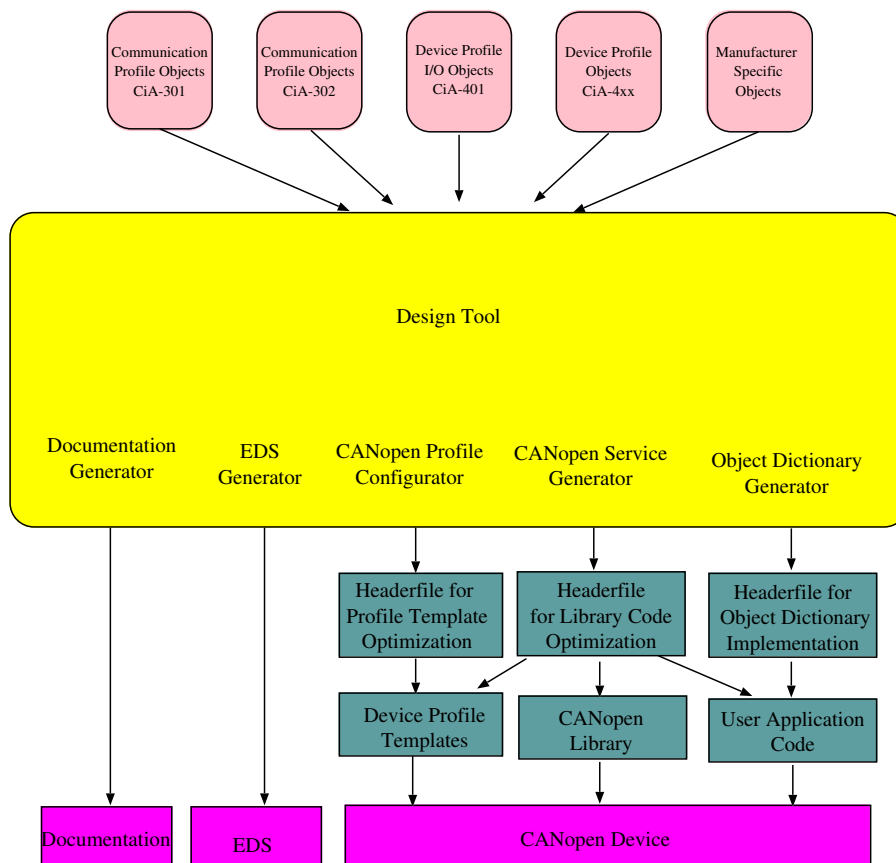 Communication
Profile Objects
CiA-301
Communication
Profile Objects
CiA-302
Device Profile
I/O Objects
CiA-401
Device Profile
Objects
CiA-4xx
Manufacturer
Specific
Objects
Design Tool
Documentation
Generator
EDS
Generator
CANopen Profile
Configurator
CANopen Service
Generator
Object Dictionary
Generator
Headerfile for
Profile Template
Optimization
Headerfile
for Library Code
Optimization
Headerfile for
Object Dictionary
Implementation
Device Profile
Templates
CANopen
Library
User Application
Code
Documentation
EDS
CANopen Device